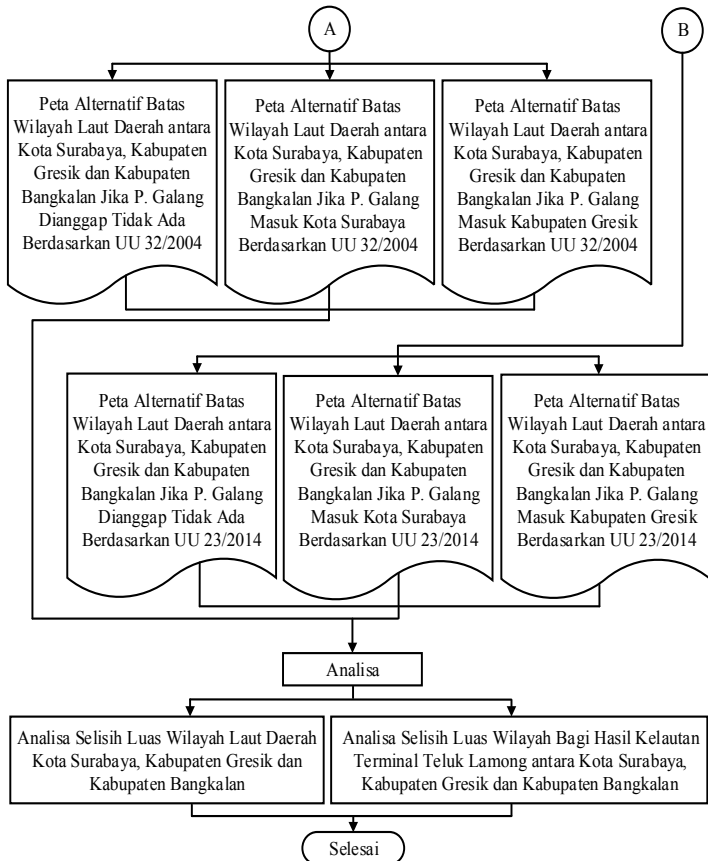 A
B
Peta Alternatif Batas
Wilayah Laut Daerah antara
Kota Surabaya, Kabupaten
Gresik dan Kabupaten
Bangkalan Jika P. Galang
Dianggap Tidak Ada
Berdasarkan UU 32/2004
Peta Alternatif Batas
Wilayah Laut Daerah antara
Kota Surabaya, Kabupaten
Gresik dan Kabupaten
Bangkalan Jika P. Galang
Masuk Kota Surabaya
Berdasarkan UU 32/2004
Peta Alternatif Batas
Wilayah Laut Daerah antara
Kota Surabaya, Kabupaten
Gresik dan Kabupaten
Bangkalan Jika P. Galang
Masuk Kabupaten Gresik
Berdasarkan UU 32/2004
Peta Alternatif Batas
Wilayah Laut Daerah antara
Kota Surabaya, Kabupaten
Gresik dan Kabupaten
Bangkalan Jika P. Galang
Dianggap Tidak Ada
Berdasarkan UU 23/2014
Peta Alternatif Batas
Wilayah Laut Daerah antara
Kota Surabaya, Kabupaten
Gresik dan Kabupaten
Bangkalan Jika P. Galang
Masuk Kota Surabaya
Berdasarkan UU 23/2014
Peta Alternatif Batas
Wilayah Laut Daerah antara
Kota Surabaya, Kabupaten
Gresik dan Kabupaten
Bangkalan Jika P. Galang
Masuk Kabupaten Gresik
Berdasarkan UU 23/2014
Analisa
Analisa Selisih Luas Wilayah Laut Daerah
Kota Surabaya, Kabupaten Gresik dan
Kabupaten Bangkalan
Analisa Selisih Luas Wilayah Bagi Hasil Kelautan
Terminal Teluk Lamong antara Kota Surabaya,
Kabupaten Gresik dan Kabupaten Bangkalan
Selesai